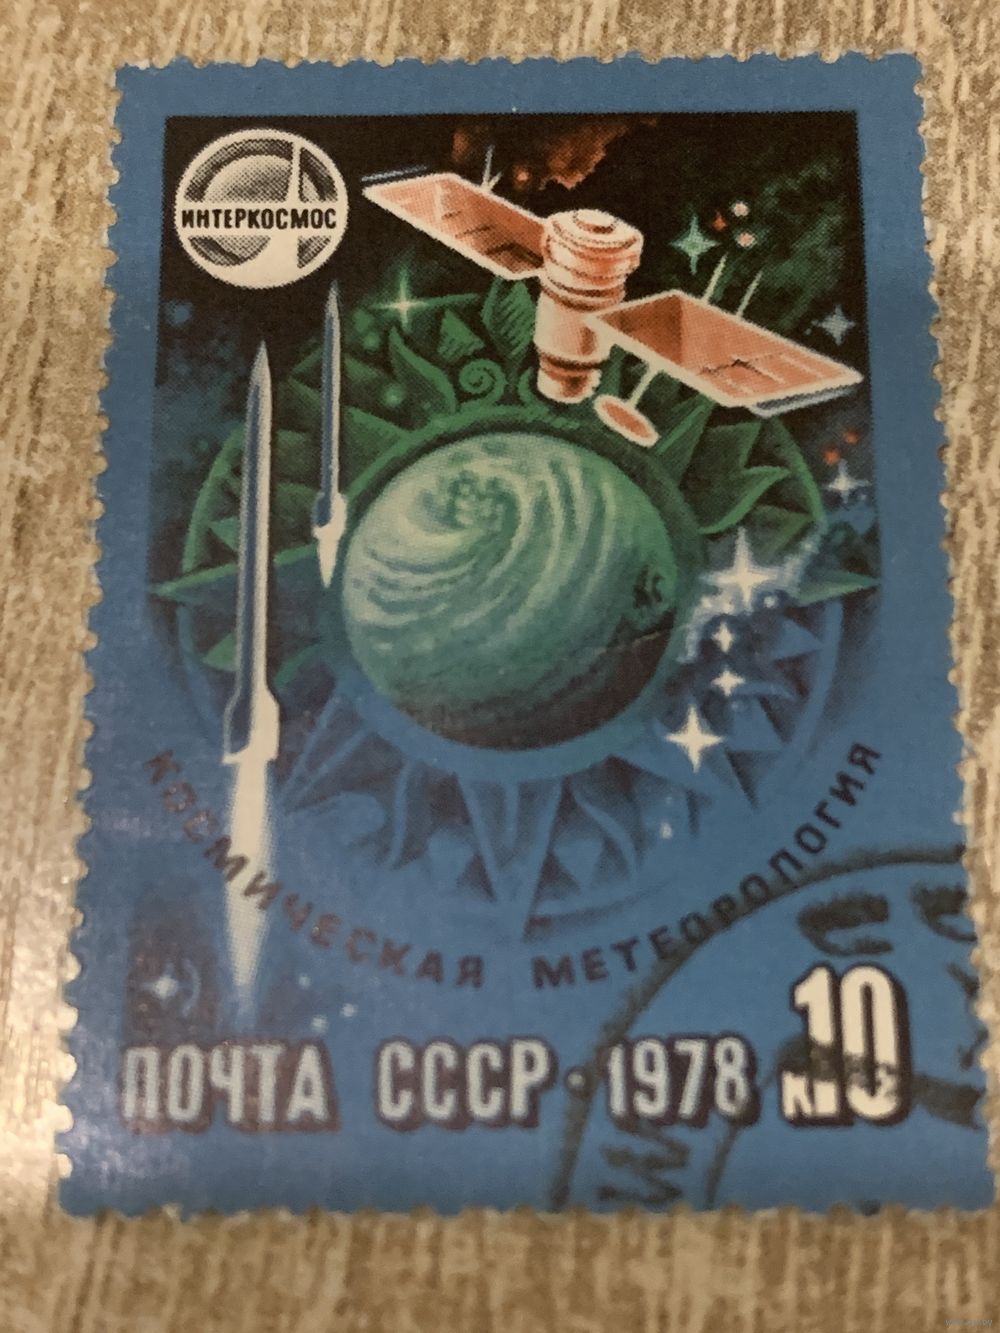 ИНТЕРКОСМОС
КОСМИЧЕСКАЯ МЕТЕОРОЛОГИЯ
ПОЧТА СССР·1978 10
к